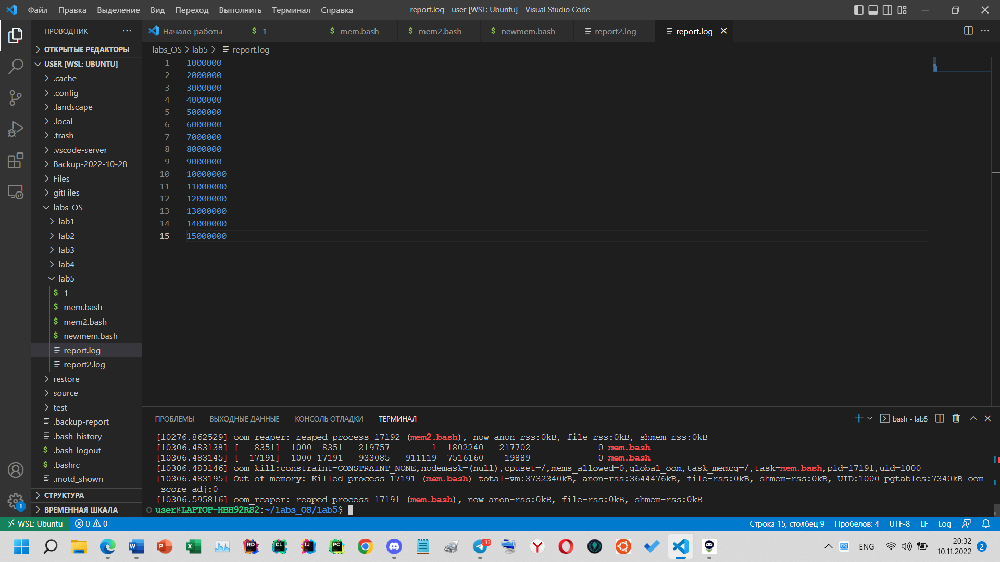 Файл Правка Выделение Вид Переход Выполнить Терминал Справка
report.log - user [WSL: Ubuntu] - Visual Studio Code
ПРОВОДНИК
Начало работы
$ 1
$ mem.bash
$ mem2.bash
$ newmem.bash
report2.log
report.log
ОТКРЫТЫЕ РЕДАКТОРЫ
USER [WSL: UBUNTU]
.cache
.config
.landscape
.local
.trash
.vscode-server
Backup-2022-10-28
Files
gitFiles
labs_OS
lab1
lab2
lab3
lab4
lab5
$ 1
$ mem.bash
$ mem2.bash
$ newmem.bash
report.log
report2.log
restore
source
test
.backup-report
.bash_history
$ .bash_logout
$ .bashrc
.motd_shown
СТРУКТУРА
ВРЕМЕННАЯ ШКАЛА
labs_OS > lab5 > report.log
1 1000000
2 2000000
3 3000000
4 4000000
5 5000000
6 6000000
7 7000000
8 8000000
9 9000000
10 10000000
11 11000000
12 12000000
13 13000000
14 14000000
15 15000000
ПРОБЛЕМЫ ВЫХОДНЫЕ ДАННЫЕ КОНСОЛЬ ОТЛАДКИ ТЕРМИНАЛ
bash - lab5
[10276.862529] oom_reaper: reaped process 17192 (mem2.bash), now anon-rss:0kB, file-rss:0kB, shmem-rss:0kB
[10306.483138] [   8351]  1000  8351   219757        1  1802240   217702             0 mem.bash
[10306.483145] [  17191]  1000 17191   933085   911119  7516160    19889             0 mem.bash
[10306.483146] oom-kill:constraint=CONSTRAINT_NONE,nodemask=(null),cpuset=/,mems_allowed=0,global_oom,task_memcg=/,task=mem.bash,pid=17191,uid=1000
[10306.483195] Out of memory: Killed process 17191 (mem.bash) total-vm:3732340kB, anon-rss:3644476kB, file-rss:0kB, shmem-rss:0kB, UID:1000 pgtables:7340kB oom
_score_adj:0
[10306.595816] oom_reaper: reaped process 17191 (mem.bash), now anon-rss:0kB, file-rss:0kB, shmem-rss:0kB
user@LAPTOP-HBH92RS2:~/labs_OS/lab5$
1
WSL: Ubuntu 0 0
Строка 15, столбец 9 Пробелов: 4 UTF-8 LF Log
W P X RD CL IJ PC ..33 Y
ENG
20:32
10.11.2022 2